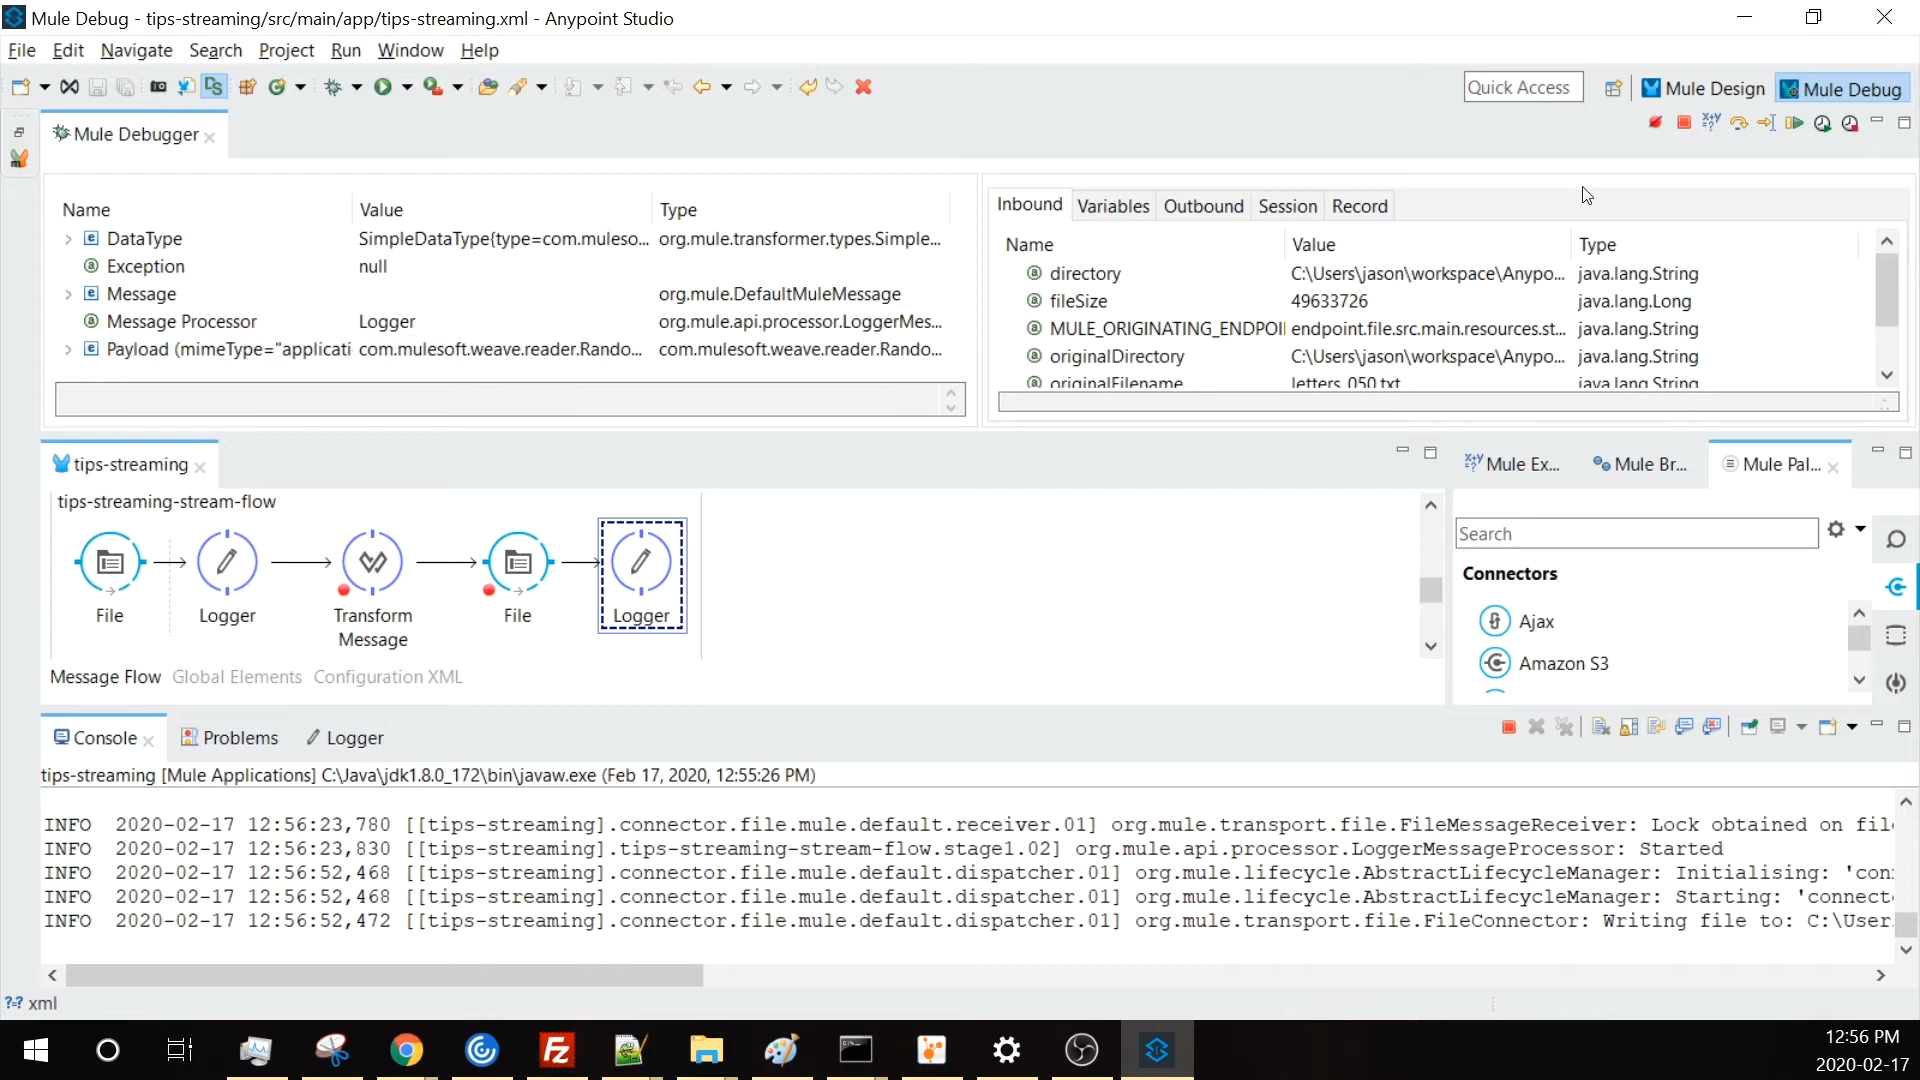 Mule Debug - tips-streaming/src/main/app/tips-streaming.xml - Anypoint Studio
File Edit Navigate Search Project Run Window Help
Quick Access
Mule Design
Mule Debug
Mule Debugger
Name Value Type
DataType SimpleDataType{type=com.muleso... org.mule.transformer.types.Simple...
Exception null
Message org.mule.DefaultMuleMessage
Message Processor Logger org.mule.api.processor.LoggerMes...
Payload (mimeType="applicati com.mulesoft.weave.reader.Rando... com.mulesoft.weave.reader.Rando...
Inbound Variables Outbound Session Record
Name Value Type
directory C:\Users\jason\workspace\Anypo... java.lang.String
fileSize 49633726 java.lang.Long
MULE_ORIGINATING_ENDPOI endpoint.file.src.main.resources.st... java.lang.String
originalDirectory C:\Users\jason\workspace\Anypo... java.lang.String
originalFilename letters_050.txt java.lang.String
tips-streaming
tips-streaming-stream-flow
File Logger Transform Message File Logger
Message Flow Global Elements Configuration XML
Mule Ex... Mule Br... Mule Pal...
Search
Connectors
Ajax
Amazon S3
Console Problems Logger
tips-streaming [Mule Applications] C:\Java\jdk1.8.0_172\bin\javaw.exe (Feb 17, 2020, 12:55:26 PM)
INFO 2020-02-17 12:56:23,780 [[tips-streaming].connector.file.mule.default.receiver.01] org.mule.transport.file.FileMessageReceiver: Lock obtained on fil
INFO 2020-02-17 12:56:23,830 [[tips-streaming].tips-streaming-stream-flow.stage1.02] org.mule.api.processor.LoggerMessageProcessor: Started
INFO 2020-02-17 12:56:52,468 [[tips-streaming].connector.file.mule.default.dispatcher.01] org.mule.lifecycle.AbstractLifecycleManager: Initialising: 'con
INFO 2020-02-17 12:56:52,468 [[tips-streaming].connector.file.mule.default.dispatcher.01] org.mule.lifecycle.AbstractLifecycleManager: Starting: 'connect
INFO 2020-02-17 12:56:52,472 [[tips-streaming].connector.file.mule.default.dispatcher.01] org.mule.transport.file.FileConnector: Writing file to: C:\User
xml
12:56 PM
2020-02-17